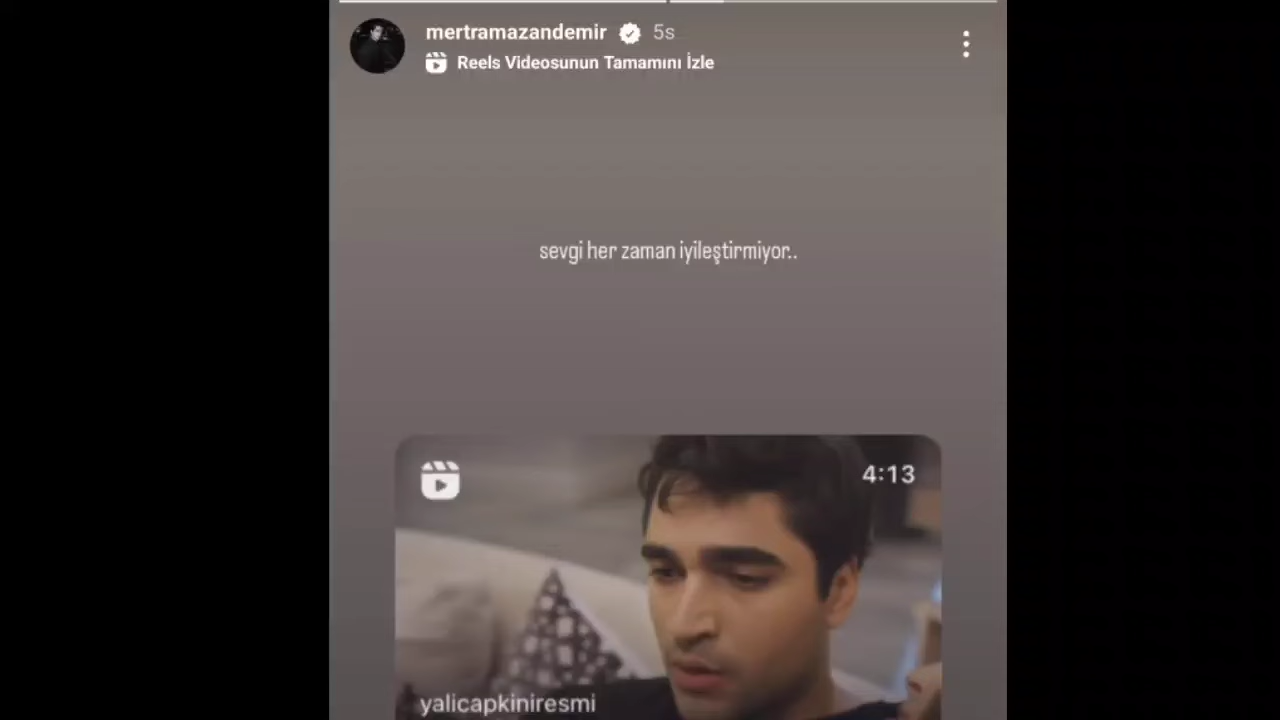 mertramazandemir 5s
Reels Videosunun Tamamını İzle
sevgi her zaman iyileştirmiyor..
4:13
yalicapkiniresmi